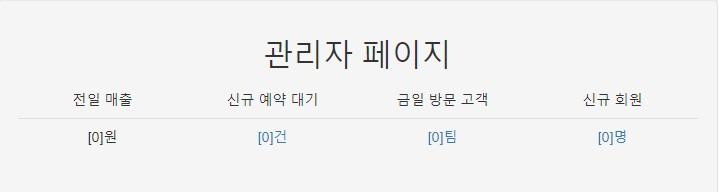 관리자 페이지
전일 매출 신규 예약 대기 금일 방문 고객 신규 회원
[0]원 [0]건 [0]팀 [0]명